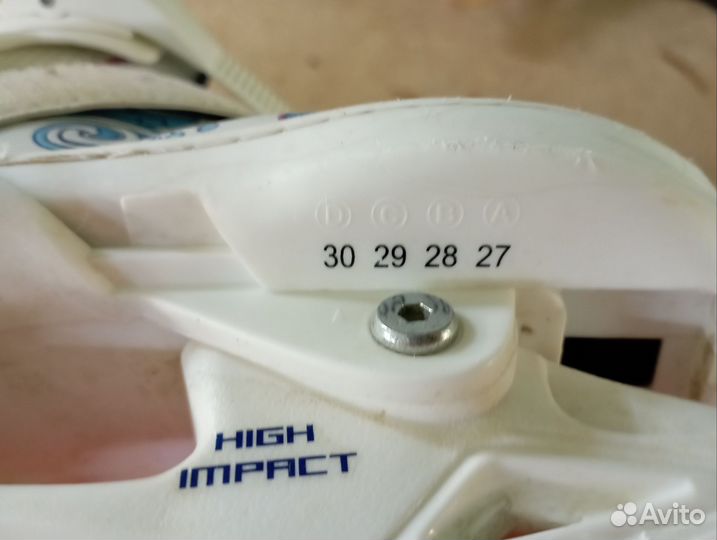 D C B A
30 29 28 27
HIGH
IMPACT
Avito